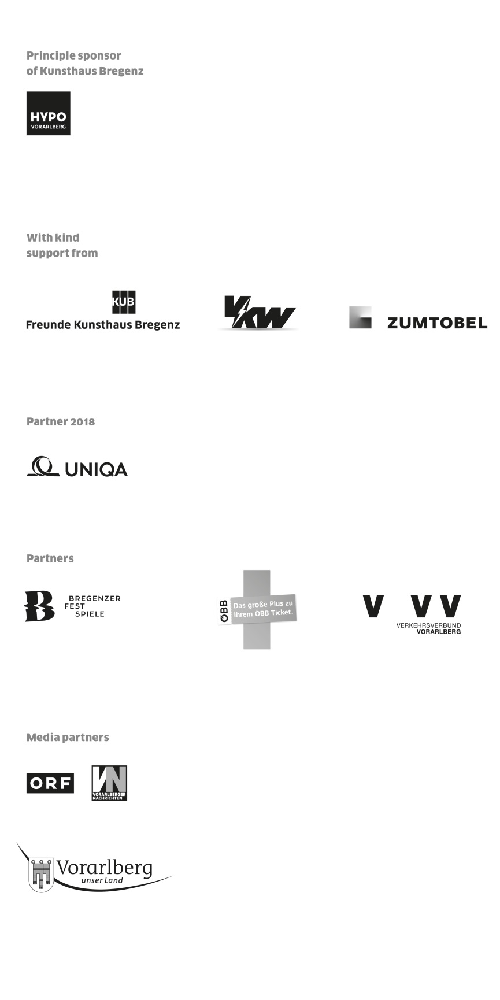 Principle sponsor
of Kunsthaus Bregenz
HYPO
VORARLBERG
With kind
support from
KUB
Freunde Kunsthaus Bregenz
VKW
ZUMTOBEL
Partner 2018
UNIQA
Partners
B
BREGENZER
FEST
SPIELE
ÖBB
Das große Plus zu
Ihrem ÖBB Ticket.
V VV
VERKEHRSVERBUND
VORARLBERG
Media partners
ORF
VN
VORARLBERGER
NACHRICHTEN
Vorarlberg
unser Land